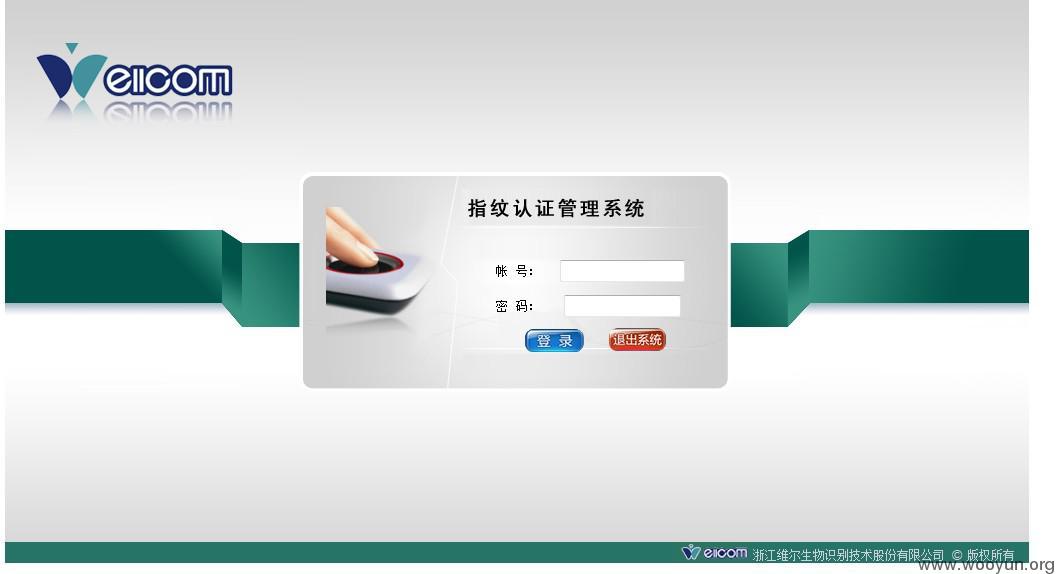 Wellcom
指纹认证管理系统
帐 号:
密 码:
登 录
退出系统
Wellcom 浙江维尔生物识别技术股份有限公司 © 版权所有
www.wooyun.org